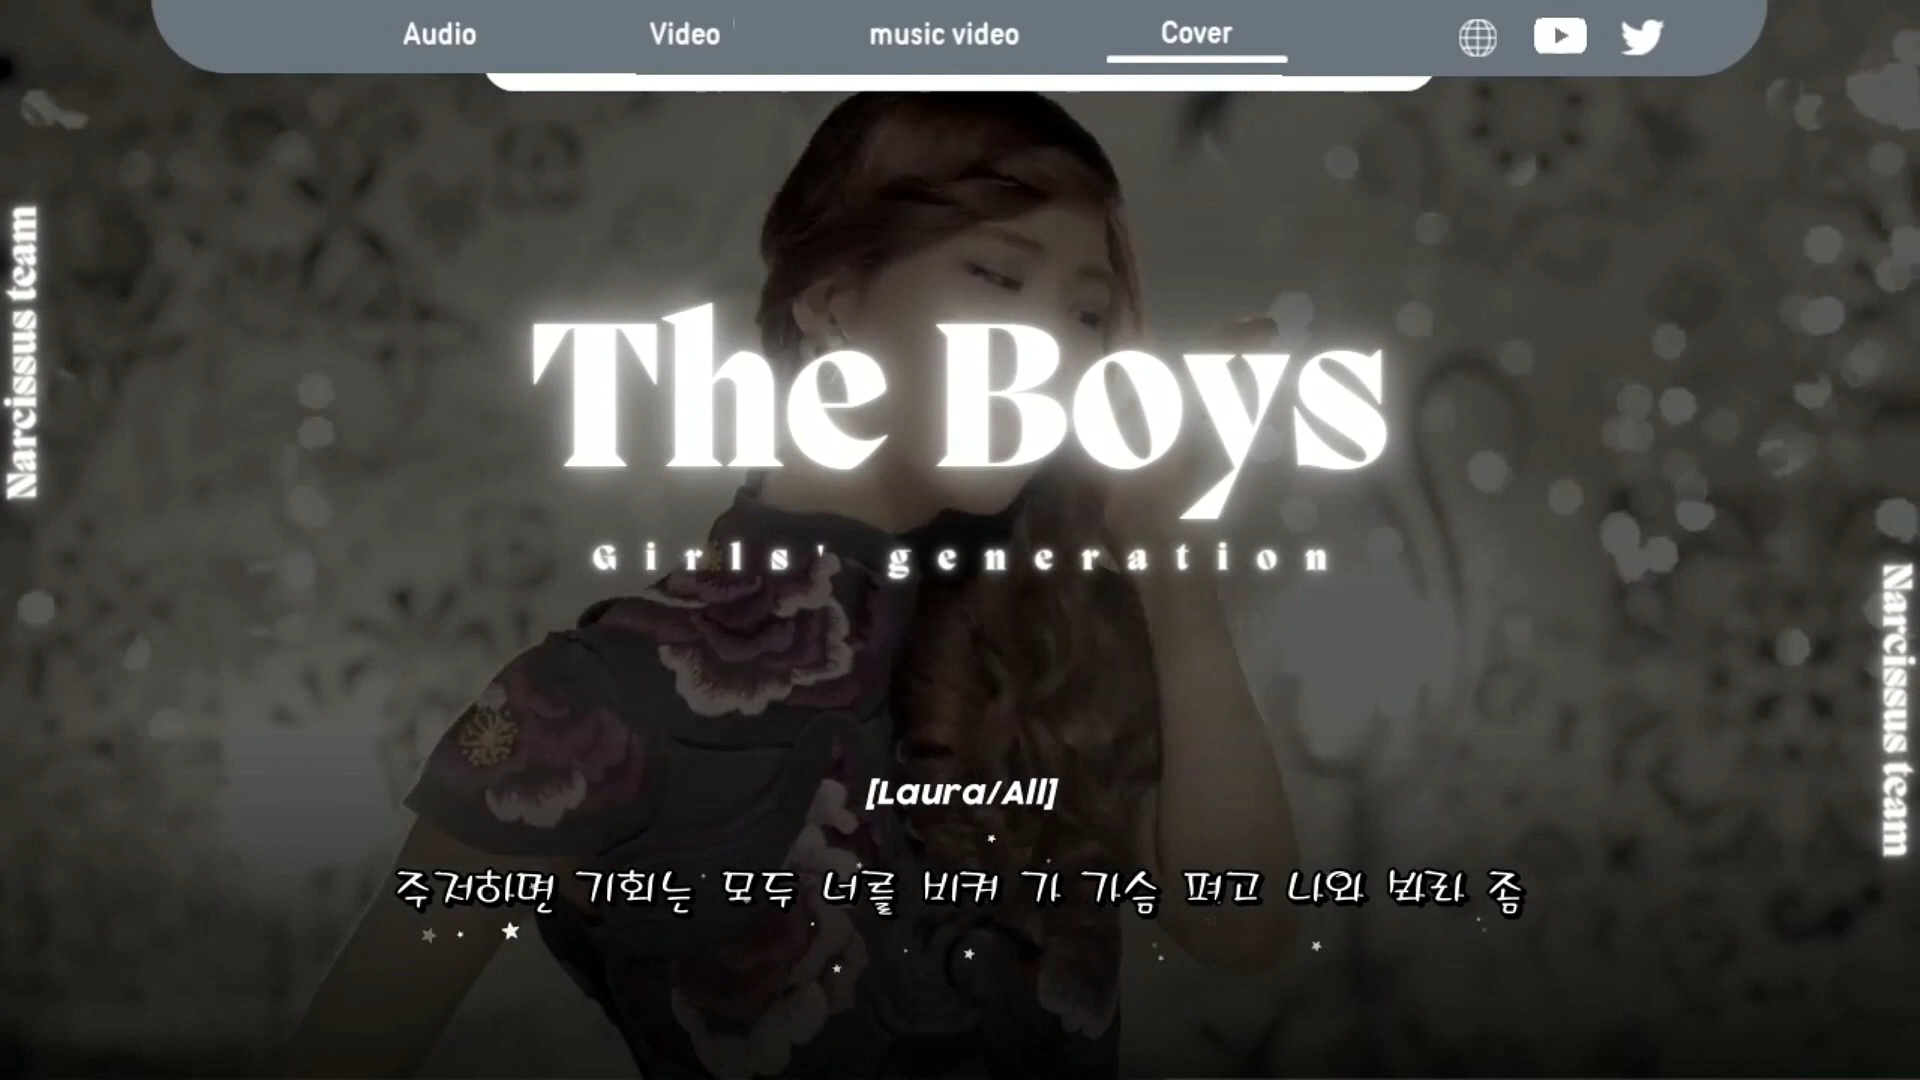 Audio Video music video Cover
Narcissus team
The Boys
Girls' generation
Narcissus team
[Laura/All]
주저하면 기회는 모두 너를 비켜 가 가슴 펴고 나와 봐라 좀